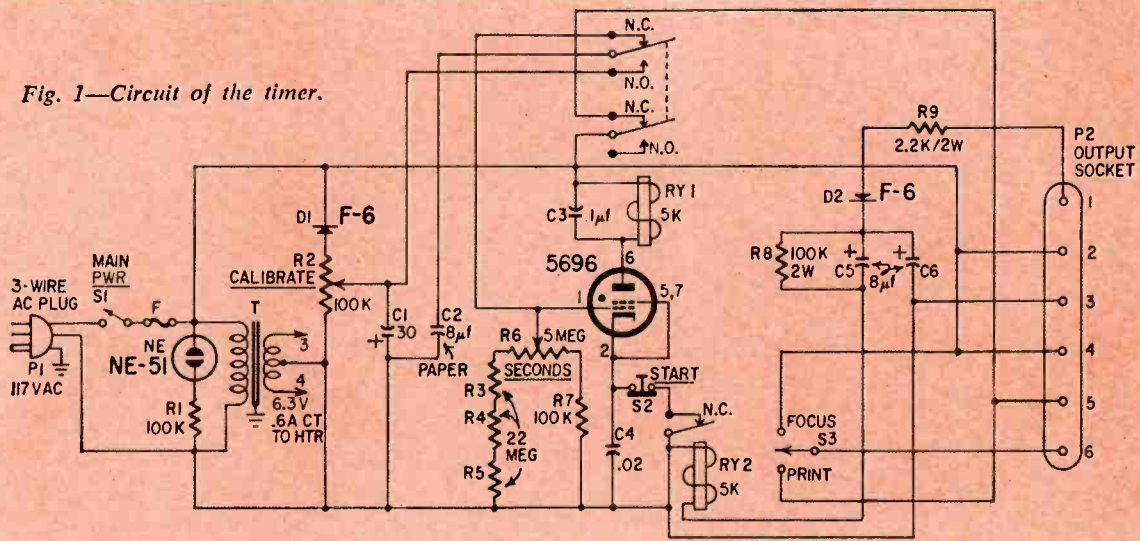 Fig. 1—Circuit of the timer.
N.C.
N.O.
N.C.
N.O.
R9
2.2K/2W
P2
OUTPUT
SOCKET
D1
F-6
C3
.1μf
RY 1
5K
D2
F-6
1
2
3
4
5
6
3-WIRE
AC PLUG
MAIN
PWR
S1
F
R2
CALIBRATE
100K
5696
6
1
5,7
2
R8
100K
2W
C5
8μf
C6
P1
117VAC
NE
NE-51
T
3
4
6.3V
.6A CT
TO HTR
C1
30
C2
8μf
PAPER
R6
5 MEG
SECONDS
R3
R4
R5
22
MEG
R7
100K
START
S2
N.C.
C4
.02
RY2
5K
R1
100K
FOCUS
S3
PRINT